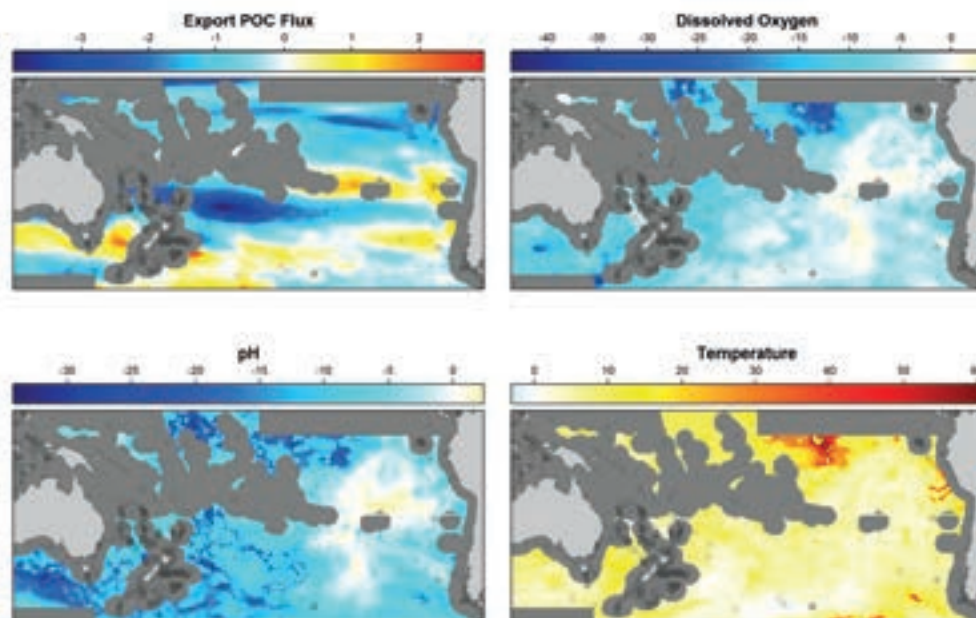 Export POC Flux
-3 -2 -1 0 1 2
Dissolved Oxygen
-40 -35 -30 -25 -20 -15 -10 -5 0
pH
-30 -25 -20 -15 -10 -5 0
Temperature
0 10 20 30 40 50 60